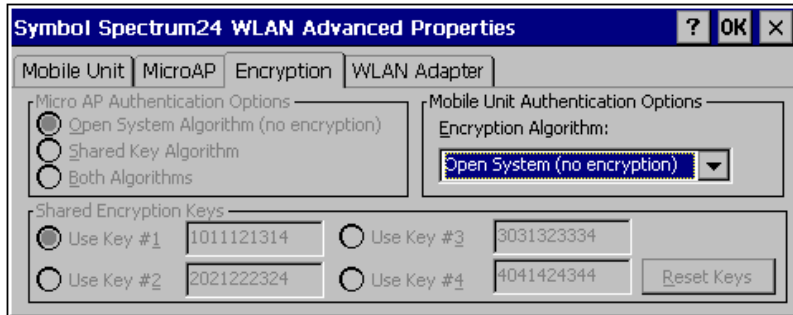 Symbol Spectrum24 WLAN Advanced Properties ? OK ×
Mobile Unit MicroAP Encryption WLAN Adapter
Micro AP Authentication Options
Open System Algorithm (no encryption)
Shared Key Algorithm
Both Algorithms
Mobile Unit Authentication Options
Encryption Algorithm:
Open System (no encryption)
Shared Encryption Keys
Use Key #1 1011121314 Use Key #3 3031323334
Use Key #2 2021222324 Use Key #4 4041424344 Reset Keys